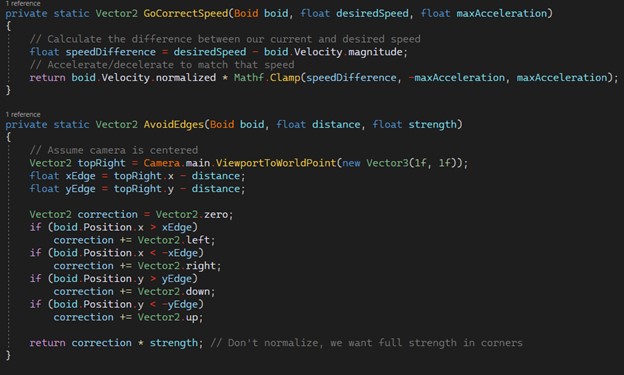 1 reference
private static Vector2 GoCorrectSpeed(Boid boid, float desiredSpeed, float maxAcceleration)
{
    // Calculate the difference between our current and desired speed
    float speedDifference = desiredSpeed - boid.Velocity.magnitude;
    // Accelerate/decelerate to match that speed
    return boid.Velocity.normalized * Mathf.Clamp(speedDifference, -maxAcceleration, maxAcceleration);
}
1 reference
private static Vector2 AvoidEdges(Boid boid, float distance, float strength)
{
    // Assume camera is centered
    Vector2 topRight = Camera.main.ViewportToWorldPoint(new Vector3(1f, 1f));
    float xEdge = topRight.x - distance;
    float yEdge = topRight.y - distance;
    Vector2 correction = Vector2.zero;
    if (boid.Position.x > xEdge)
        correction += Vector2.left;
    if (boid.Position.x < -xEdge)
        correction += Vector2.right;
    if (boid.Position.y > yEdge)
        correction += Vector2.down;
    if (boid.Position.y < -yEdge)
        correction += Vector2.up;
    return correction * strength; // Don't normalize, we want full strength in corners
}